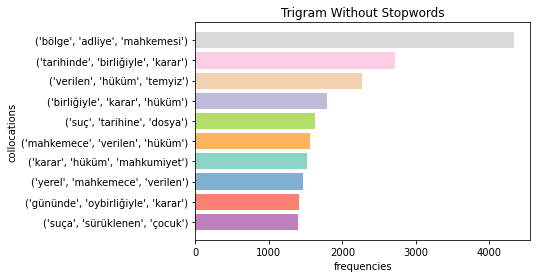 Trigram Without Stopwords
collocations
('bölge', 'adliye', 'mahkemesi')
('tarihinde', 'birliğiyle', 'karar')
('verilen', 'hüküm', 'temyiz')
('birliğiyle', 'karar', 'hüküm')
('suç', 'tarihine', 'dosya')
('mahkemece', 'verilen', 'hüküm')
('karar', 'hüküm', 'mahkumiyet')
('yerel', 'mahkemece', 'verilen')
('gününde', 'oybirliğiyle', 'karar')
('suça', 'sürüklenen', 'çocuk')
0 1000 2000 3000 4000
frequencies